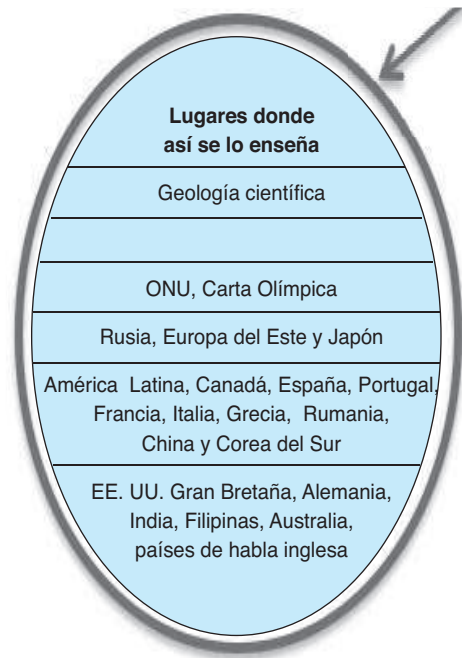 Lugares donde
así se lo enseña
Geología científica
ONU, Carta Olímpica
Rusia, Europa del Este y Japón
América Latina, Canadá, España, Portugal,
Francia, Italia, Grecia, Rumania,
China y Corea del Sur
EE. UU. Gran Bretaña, Alemania,
India, Filipinas, Australia,
países de habla inglesa